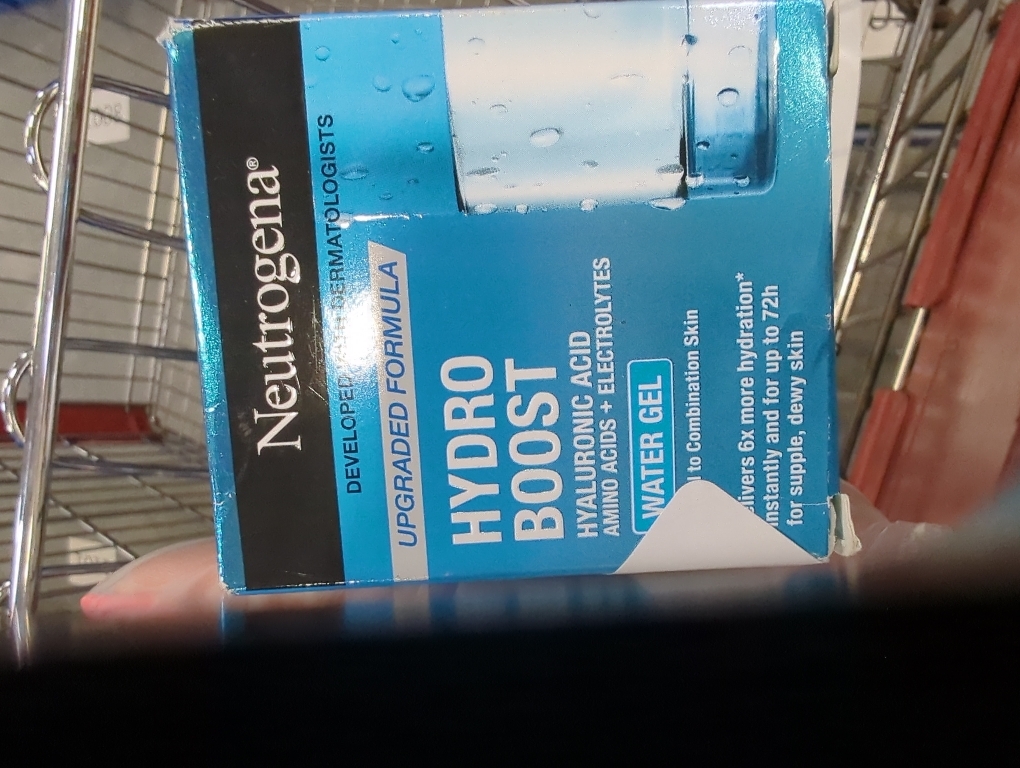 Neutrogena®
DEVELOPED DERMATOLOGISTS
UPGRADED FORMULA
HYDRO
BOOST
HYALURONIC ACID
AMINO ACIDS + ELECTROLYTES
WATER GEL
to Combination Skin
6x more hydration*
instantly and for up to 72h
for supple, dewy skin